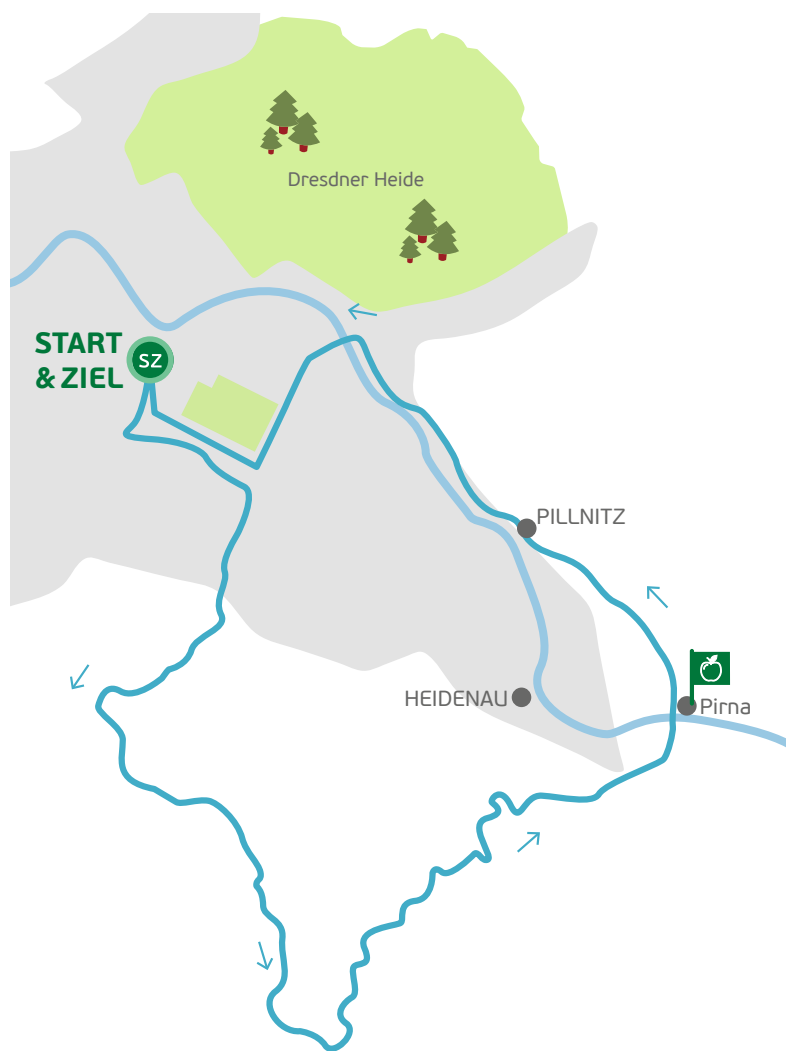 Dresdner Heide
START
& ZIEL
SZ
PILLNITZ
HEIDENAU
Pirna